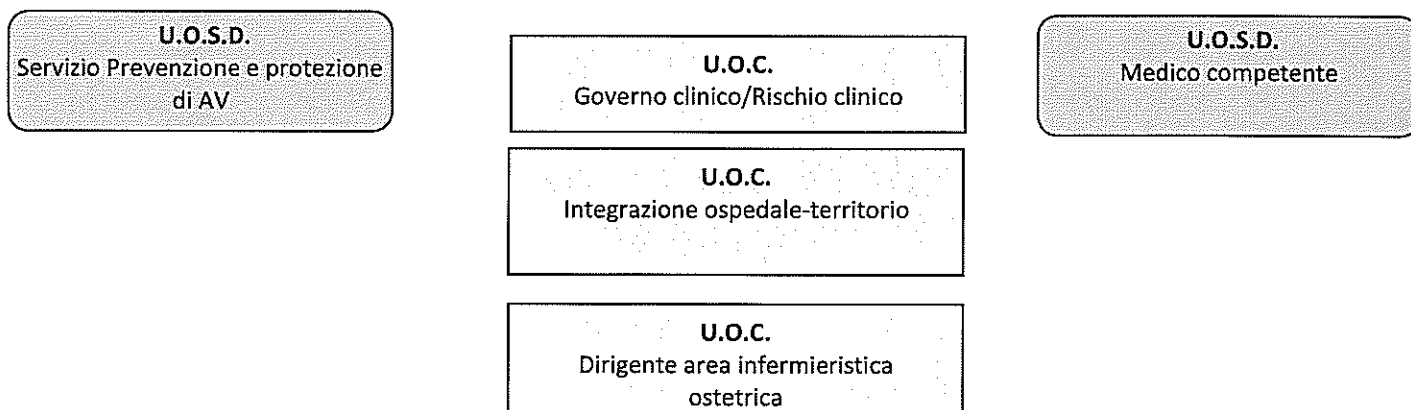 U.O.S.D.
Servizio Prevenzione e protezione
di AV
U.O.C.
Governo clinico/Rischio clinico
U.O.S.D.
Medico competente
U.O.C.
Integrazione ospedale-territorio
U.O.C.
Dirigente area infermieristica
ostetrica